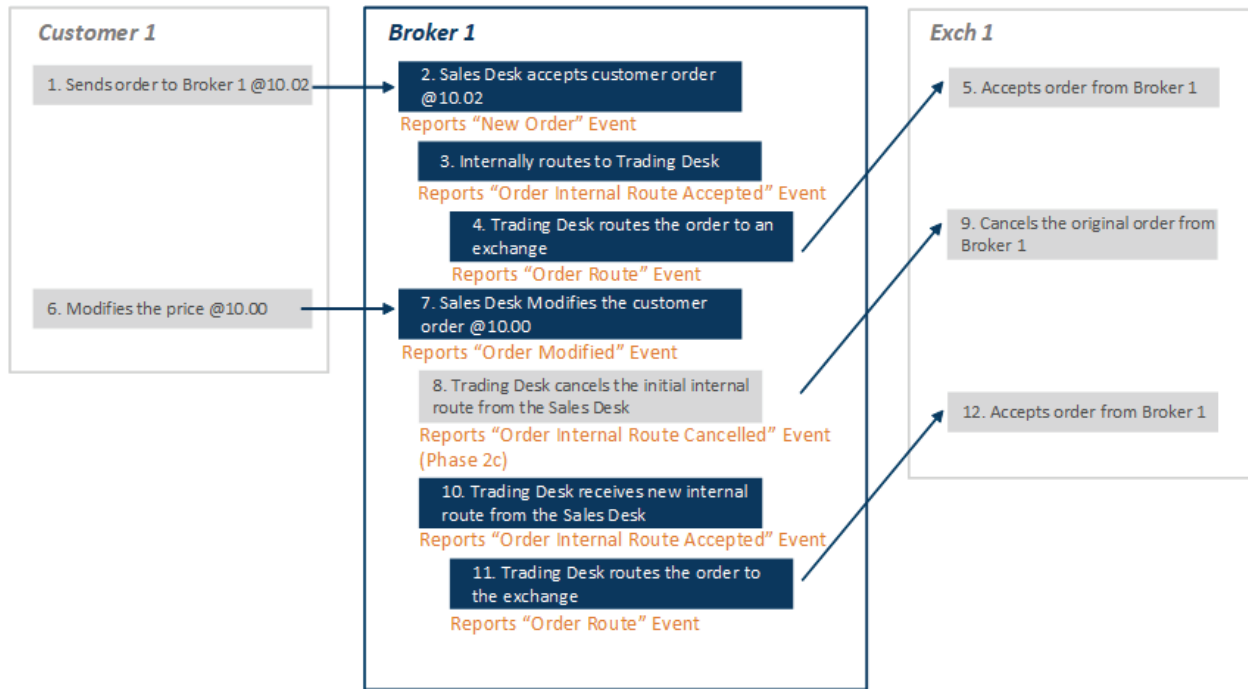 Customer 1
1. Sends order to Broker 1 @10.02
6. Modifies the price @10.00
Broker 1
2. Sales Desk accepts customer order
@10.02
Reports “New Order” Event
3. Internally routes to Trading Desk
Reports “Order Internal Route Accepted” Event
4. Trading Desk routes the order to an
exchange
Reports “Order Route” Event
7. Sales Desk Modifies the customer
order @10.00
Reports “Order Modified” Event
8. Trading Desk cancels the initial internal
route from the Sales Desk
Reports “Order Internal Route Cancelled” Event
(Phase 2c)
10. Trading Desk receives new internal
route from the Sales Desk
Reports “Order Internal Route Accepted” Event
11. Trading Desk routes the order to
the exchange
Reports “Order Route” Event
Exch 1
5. Accepts order from Broker 1
9. Cancels the original order from
Broker 1
12. Accepts order from Broker 1